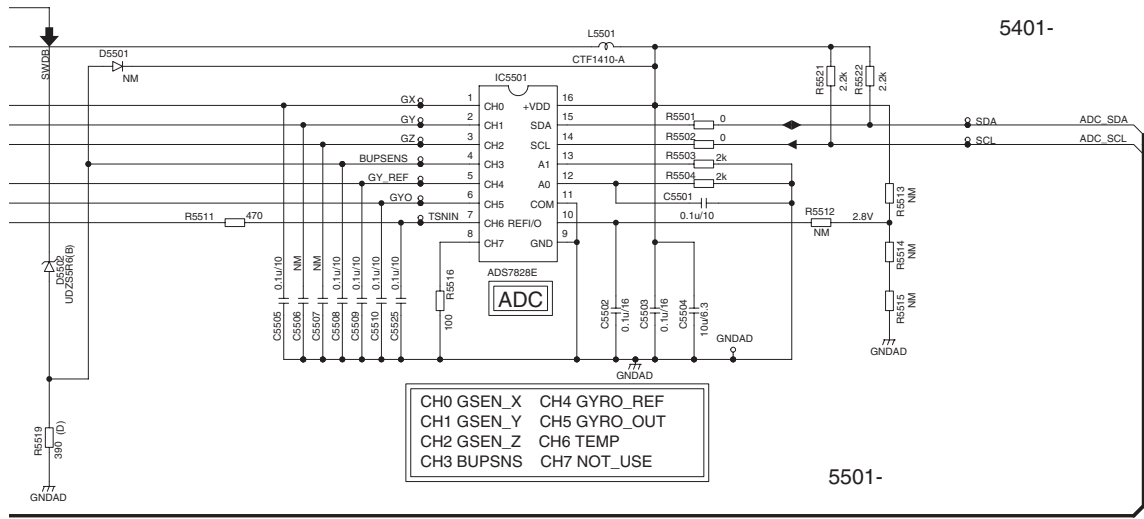 5401-
L5501
CTF1410-A
D5501
NM
SWDB
R5521
2.2k
R5522
2.2k
IC5501
GX
1
CH0
+VDD
16
GY
2
CH1
SDA
15
R5501
0
SDA
ADC_SDA
GZ
3
CH2
SCL
14
R5502
0
SCL
ADC_SCL
BUPSENS
4
CH3
A1
13
R5503
2k
GY_REF
5
CH4
A0
12
R5504
2k
GYO
6
CH5
COM
11
C5501
0.1u/10
R5511
470
TSNIN
7
CH6 REFI/O
10
R5512
NM
2.8V
8
CH7
GND
9
R5513
NM
R5514
NM
R5515
NM
GNDAD
D5502
UDZS5R6(B)
ADS7828E
ADC
C5505
0.1u/10
C5506
NM
C5507
NM
C5508
0.1u/10
C5509
0.1u/10
C5510
0.1u/10
C5525
0.1u/10
R5516
100
C5502
0.1u/16
C5503
0.1u/16
C5504
10u/6.3
GNDAD
GNDAD
R5519
390 (D)
GNDAD
CH0 GSEN_X CH4 GYRO_REF
CH1 GSEN_Y CH5 GYRO_OUT
CH2 GSEN_Z CH6 TEMP
CH3 BUPSNS CH7 NOT_USE
5501-